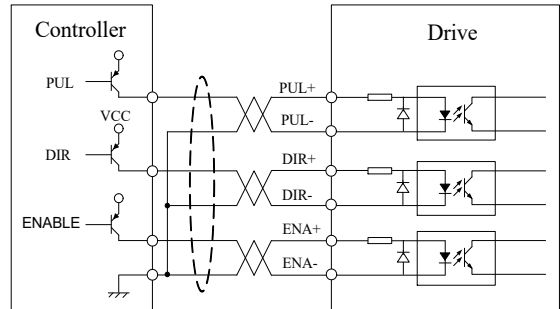 Controller
Drive
PUL
PUL+
PUL-
VCC
DIR
DIR+
DIR-
ENABLE
ENA+
ENA-